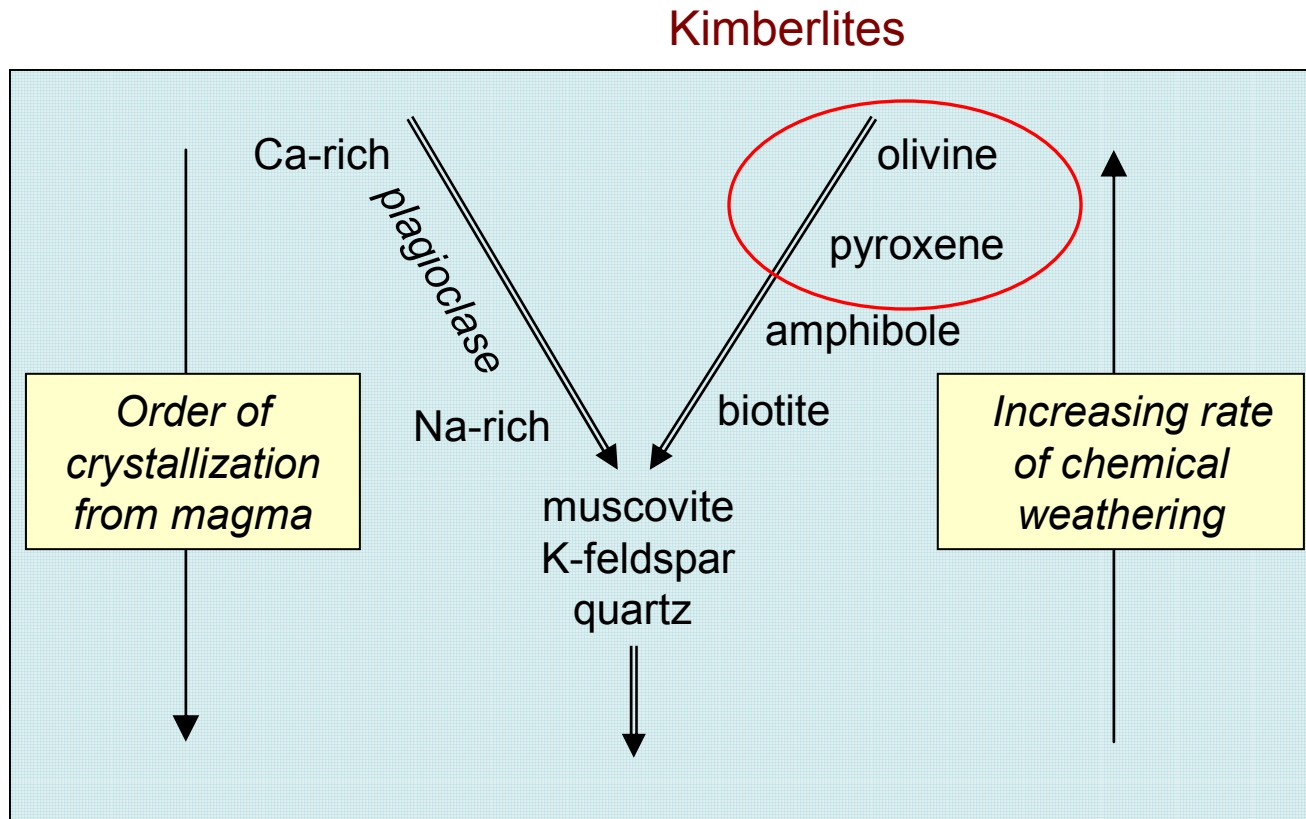 Kimberlites
Ca-rich
olivine
plagioclase
pyroxene
amphibole
Na-rich
biotite
Order of
crystallization
from magma
Increasing rate
of chemical
weathering
muscovite
K-feldspar
quartz